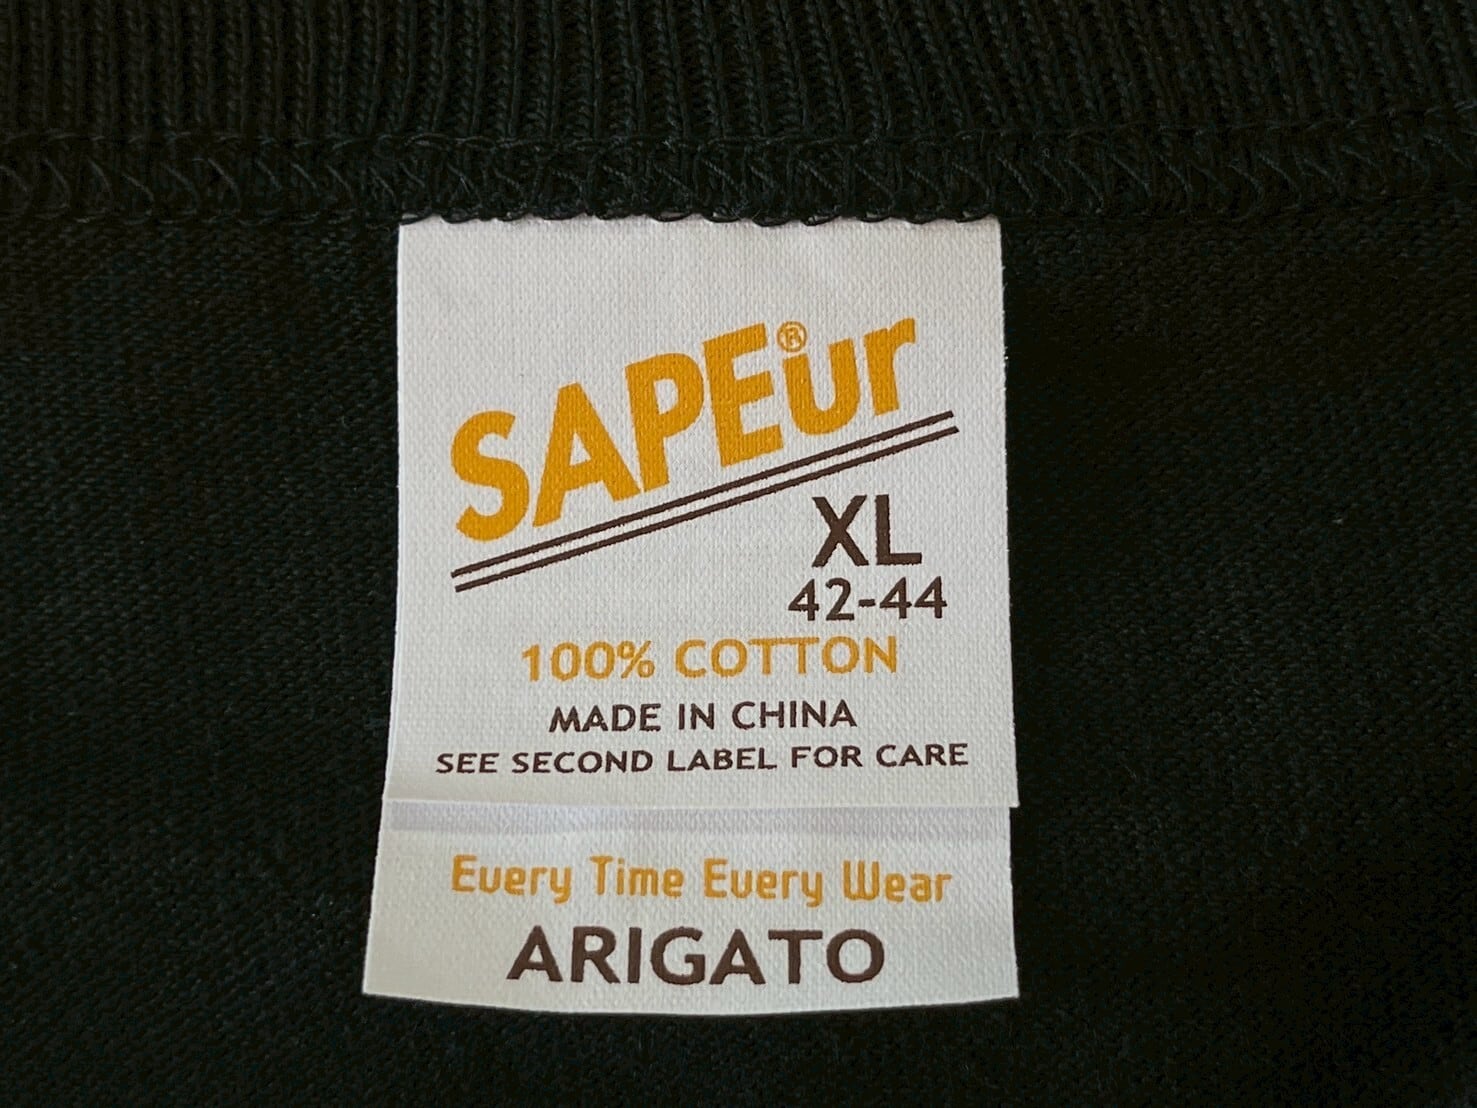 SAPEur®
XL
42-44
100% COTTON
MADE IN CHINA
SEE SECOND LABEL FOR CARE
Every Time Every Wear
ARIGATO